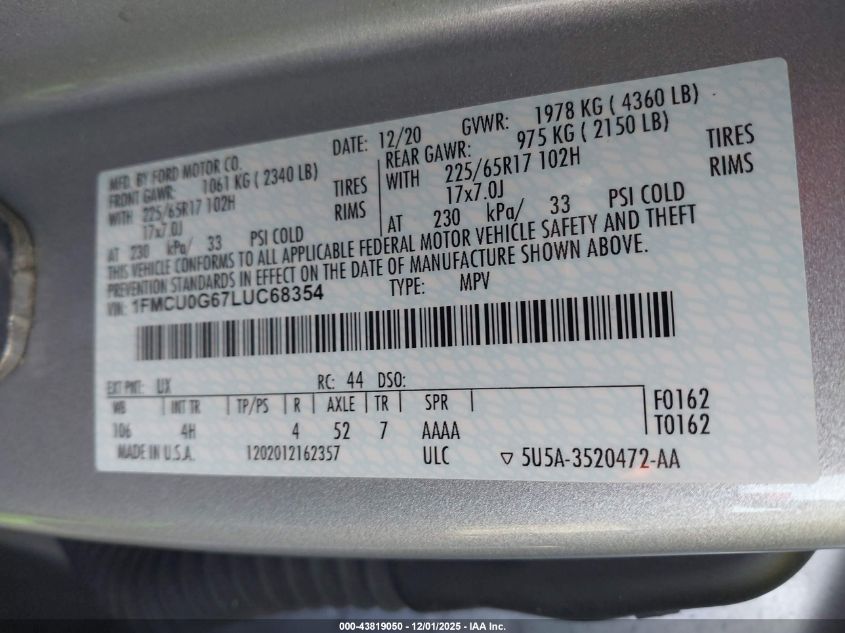 MFD. BY FORD MOTOR CO.
DATE: 12/20
GVWR: 1978 KG ( 4360 LB)
FRONT GAWR: 1061 KG ( 2340 LB)
REAR GAWR: 975 KG ( 2150 LB)
WITH 225/65R17 102H TIRES
WITH 225/65R17 102H TIRES
17x7.0J RIMS
17x7.0J RIMS
AT 230 kPa/ 33 PSI COLD
AT 230 kPa/ 33 PSI COLD
THIS VEHICLE CONFORMS TO ALL APPLICABLE FEDERAL MOTOR VEHICLE SAFETY AND THEFT
PREVENTION STANDARDS IN EFFECT ON THE DATE OF MANUFACTURE SHOWN ABOVE.
VIN: 1FMCU0G67LUC68354 TYPE: MPV
EXT PNT: UX RC: 44 DSO:
WB INT TR TP/PS R AXLE TR SPR F0162
106 4H 4 52 7 AAAA T0162
MADE IN U.S.A. 1202012162357 ULC ▽ 5U5A-3520472-AA
000-43819050 - 12/01/2025 - IAA Inc.